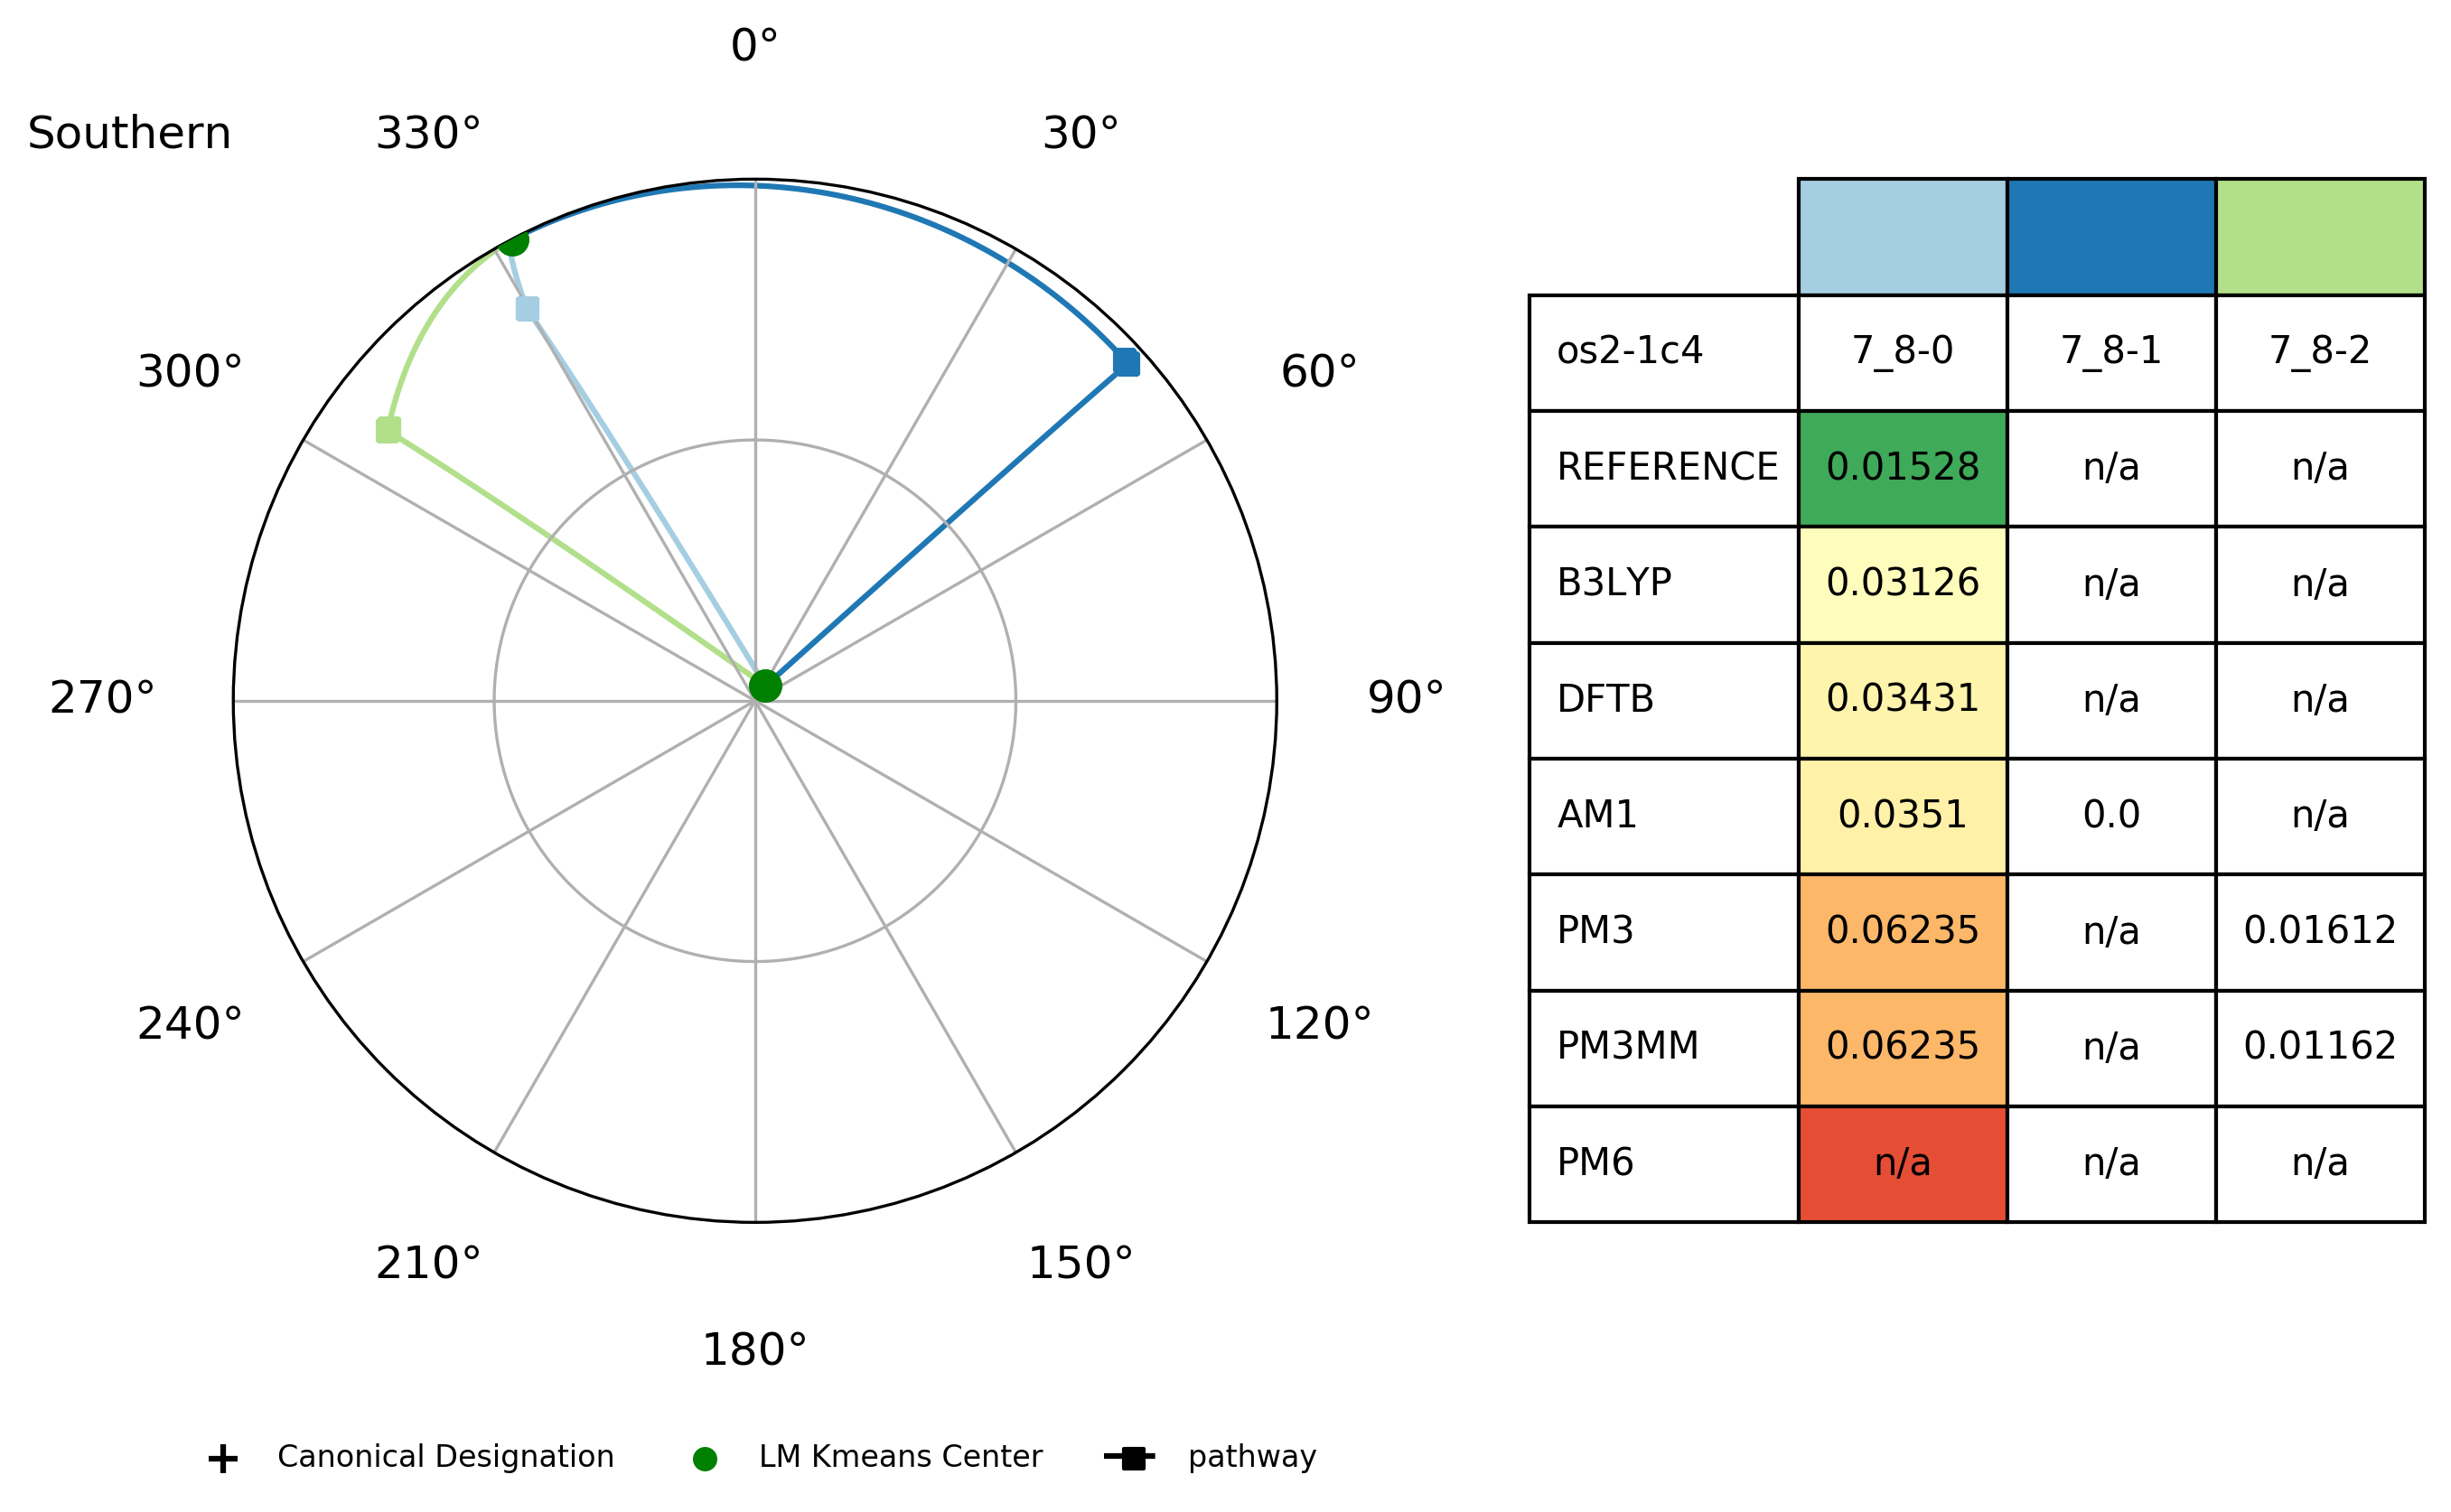 0°
Southern
330°
30°
300°
60°
270°
90°
240°
120°
210°
150°
180°
os2-1c4 7_8-0 7_8-1 7_8-2
REFERENCE 0.01528 n/a n/a
B3LYP 0.03126 n/a n/a
DFTB 0.03431 n/a n/a
AM1 0.0351 0.0 n/a
PM3 0.06235 n/a 0.01612
PM3MM 0.06235 n/a 0.01162
PM6 n/a n/a n/a
Canonical Designation LM Kmeans Center pathway